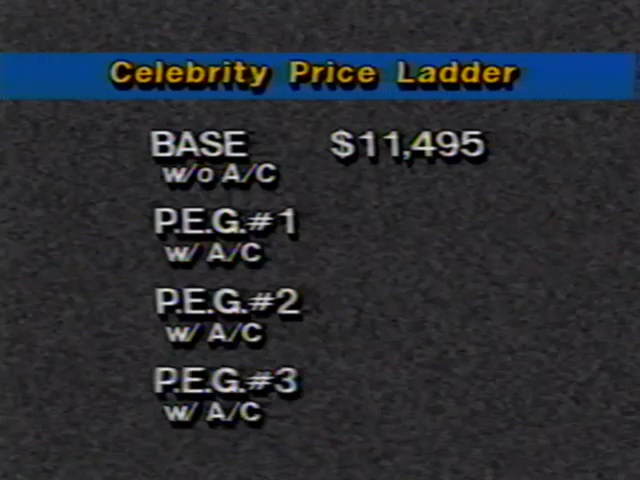 Celebrity Price Ladder
BASE $11,495
w/o A/C
P.E.G.#1
w/ A/C
P.E.G.#2
w/ A/C
P.E.G.#3
w/ A/C